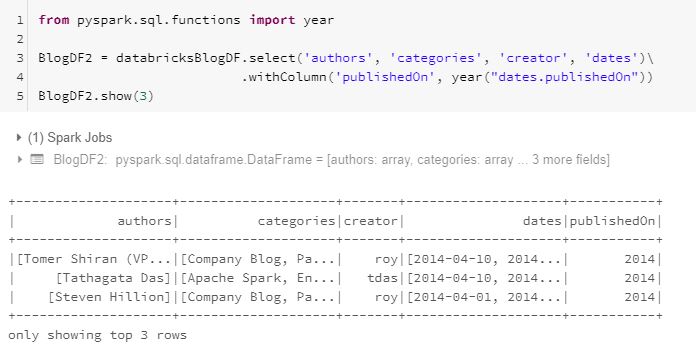 1 from pyspark.sql.functions import year
2
3 BlogDF2 = databricksBlogDF.select('authors', 'categories', 'creator', 'dates')\
4                           .withColumn('publishedOn', year("dates.publishedOn"))
5 BlogDF2.show(3)
(1) Spark Jobs
BlogDF2: pyspark.sql.dataframe.DataFrame = [authors: array, categories: array ... 3 more fields]
+--------------------+--------------------+-------+--------------------+-----------+
|             authors|          categories|creator|               dates|publishedOn|
+--------------------+--------------------+-------+--------------------+-----------+
|[Tomer Shiran (VP...|[Company Blog, Pa...|    roy|[2014-04-10, 2014...|       2014|
|     [Tathagata Das]|[Apache Spark, En...|   tdas|[2014-04-10, 2014...|       2014|
|    [Steven Hillion]|[Company Blog, Pa...|    roy|[2014-04-01, 2014...|       2014|
+--------------------+--------------------+-------+--------------------+-----------+
only showing top 3 rows